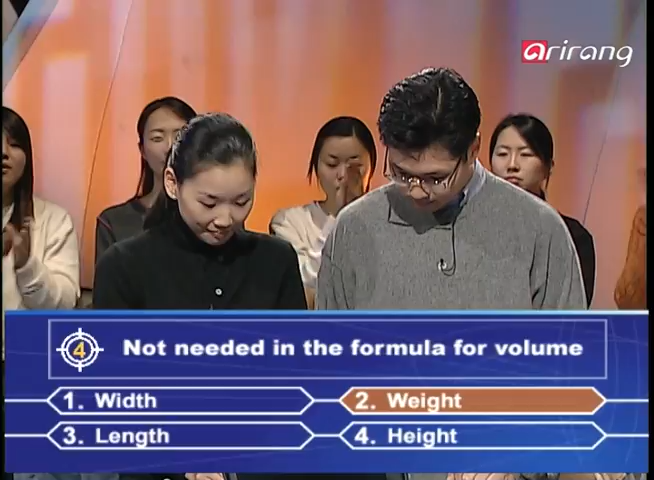 arirang
4 Not needed in the formula for volume
1. Width
2. Weight
3. Length
4. Height